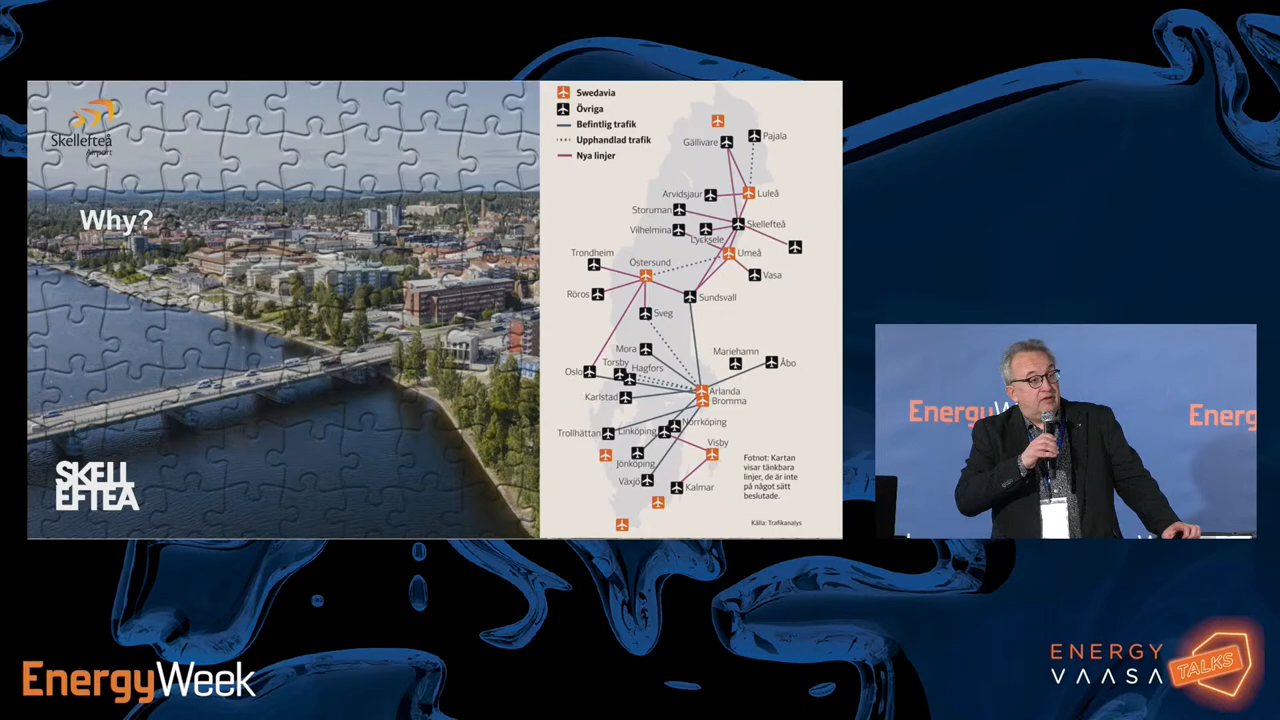 Skellefteå
Airport
Why?
SKELL
EFTEA
Swedavia
Övriga
Befintlig trafik
Upphandlad trafik
Nya linjer
Pajala
Gällivare
Arvidsjaur
Luleå
Storuman
Skellefteå
Vilhelmina
Lycksele
Trondheim
Östersund
Umeå
Vasa
Röros
Sundsvall
Sveg
Mora
Mariehamn
Åbo
Torsby
Hagfors
Oslo
Arlanda
Karlstad
Bromma
Norrköping
Trollhättan
Linköping
Visby
Jönköping
Växjö
Kalmar
Fotnot: Kartan
visar tänkbara
linjer, de är inte
på något sätt
beslutade.
Källa: Trafikanalys
EnergyW
Energ
EnergyWeek
ENERGY
VAASA
TALKS